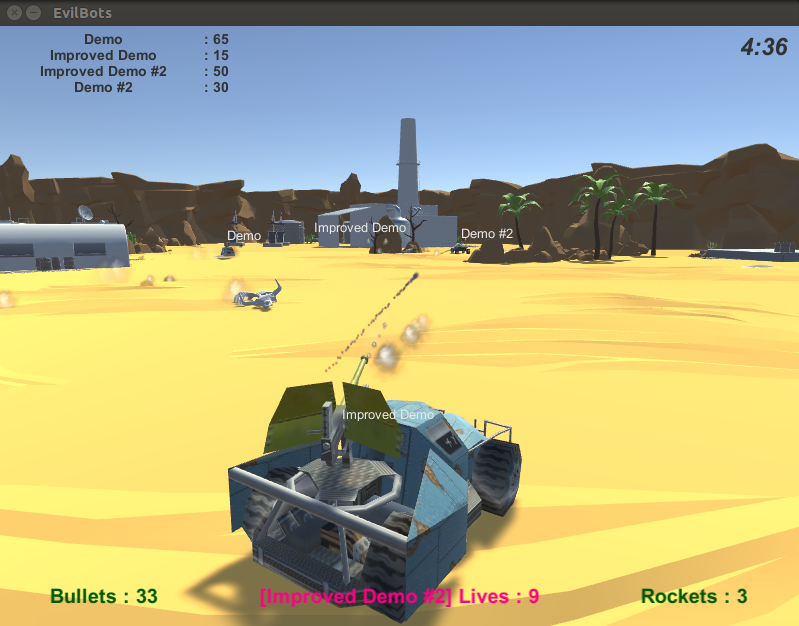 EvilBots
Demo : 65
Improved Demo : 15
Improved Demo #2 : 50
Demo #2 : 30
4:36
Improved Demo
Demo
Demo #2
Improved Demo
Bullets : 33
[Improved Demo #2] Lives : 9
Rockets : 3